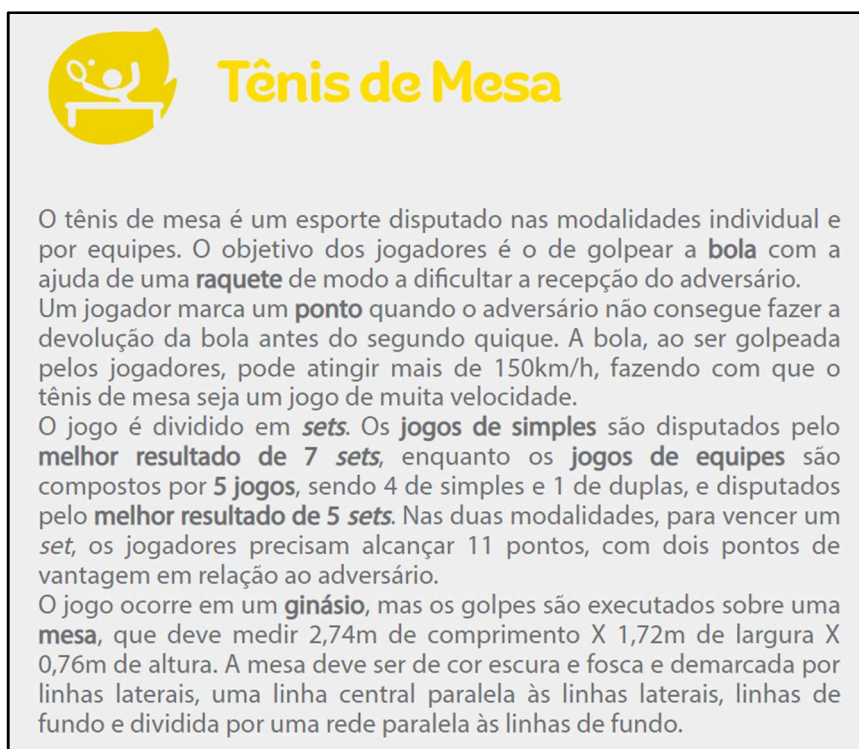 Tênis de Mesa
O tênis de mesa é um esporte disputado nas modalidades individual e
por equipes. O objetivo dos jogadores é o de golpear a bola com a
ajuda de uma raquete de modo a dificultar a recepção do adversário.
Um jogador marca um ponto quando o adversário não consegue fazer a
devolução da bola antes do segundo quique. A bola, ao ser golpeada
pelos jogadores, pode atingir mais de 150km/h, fazendo com que o
tênis de mesa seja um jogo de muita velocidade.
O jogo é dividido em sets. Os jogos de simples são disputados pelo
melhor resultado de 7 sets, enquanto os jogos de equipes são
compostos por 5 jogos, sendo 4 de simples e 1 de duplas, e disputados
pelo melhor resultado de 5 sets. Nas duas modalidades, para vencer um
set, os jogadores precisam alcançar 11 pontos, com dois pontos de
vantagem em relação ao adversário.
O jogo ocorre em um ginásio, mas os golpes são executados sobre uma
mesa, que deve medir 2,74m de comprimento X 1,72m de largura X
0,76m de altura. A mesa deve ser de cor escura e fosca e demarcada por
linhas laterais, uma linha central paralela às linhas laterais, linhas de
fundo e dividida por uma rede paralela às linhas de fundo.